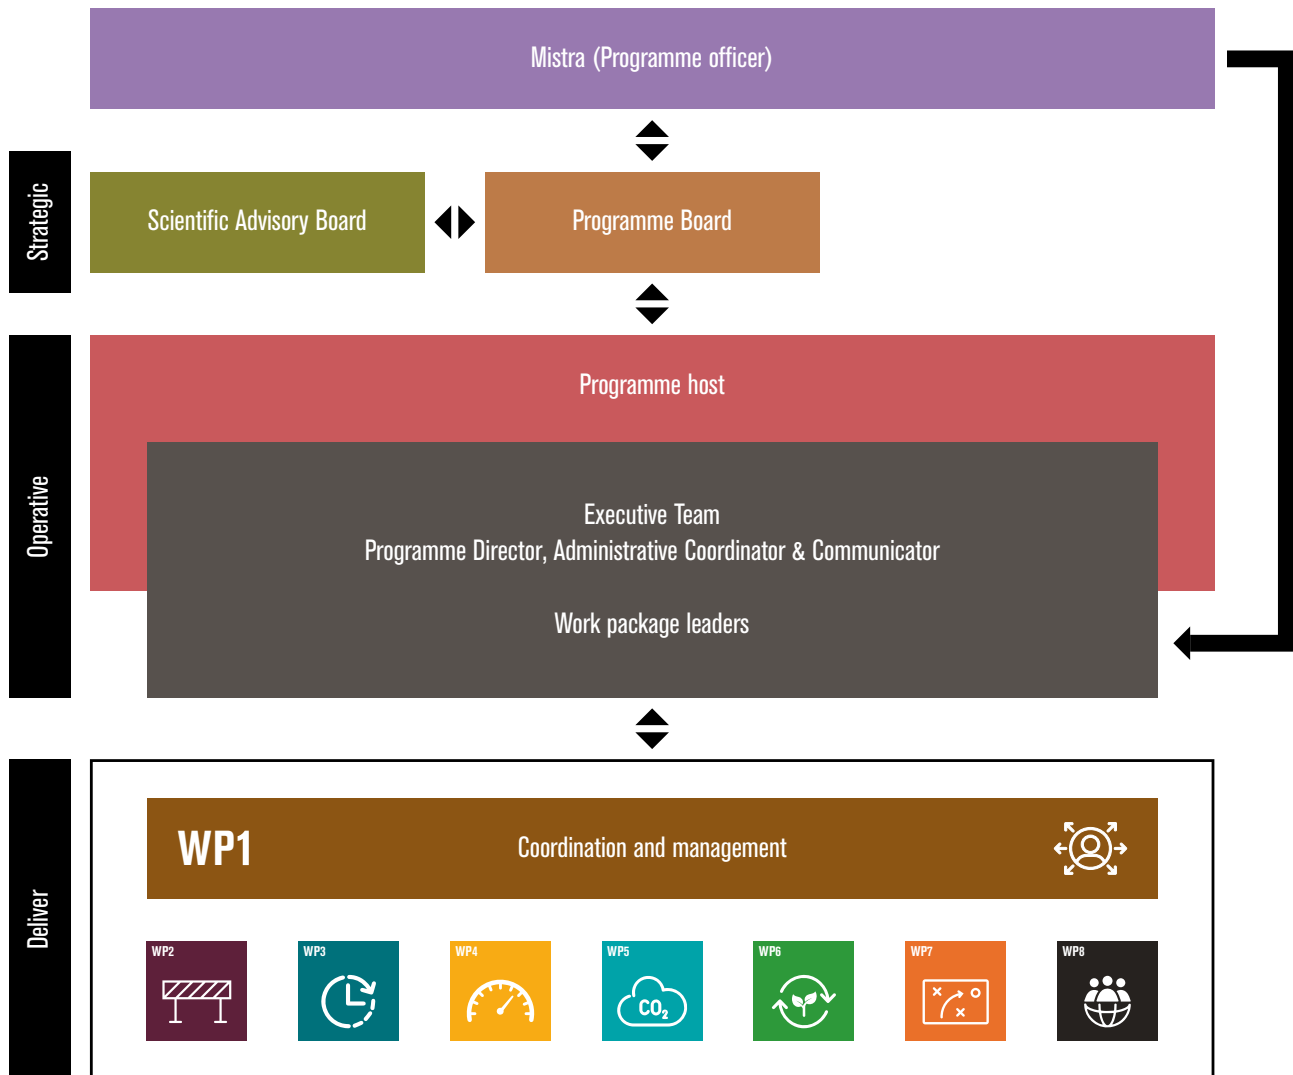 Mistra (Programme officer)
Strategic
Scientific Advisory Board
Programme Board
Operative
Programme host
Executive Team
Programme Director, Administrative Coordinator & Communicator
Work package leaders
Deliver
WP1
Coordination and management
WP2
WP3
WP4
WP5
CO₂
WP6
WP7
WP8